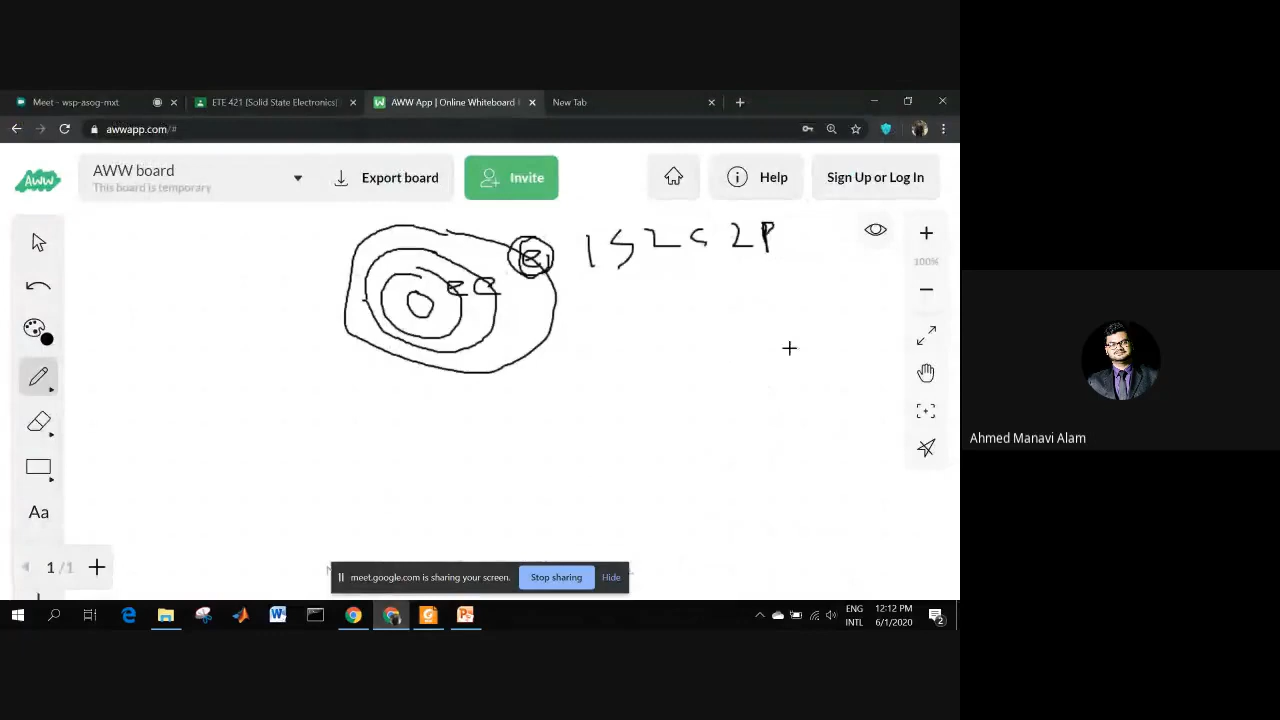 Meet - wsp-asog-mxt
ETE 421 [Solid State Electronics]
AWW App | Online Whiteboard
New Tab
awwapp.com/#
AWW
AWW board
This board is temporary
Export board
Invite
Help
Sign Up or Log In
e e e 1S 2S 2P
100%
Aa
1 /1
meet.google.com is sharing your screen.
Stop sharing
Hide
ENG
INTL
12:12 PM
6/1/2020
2
Ahmed Manavi Alam